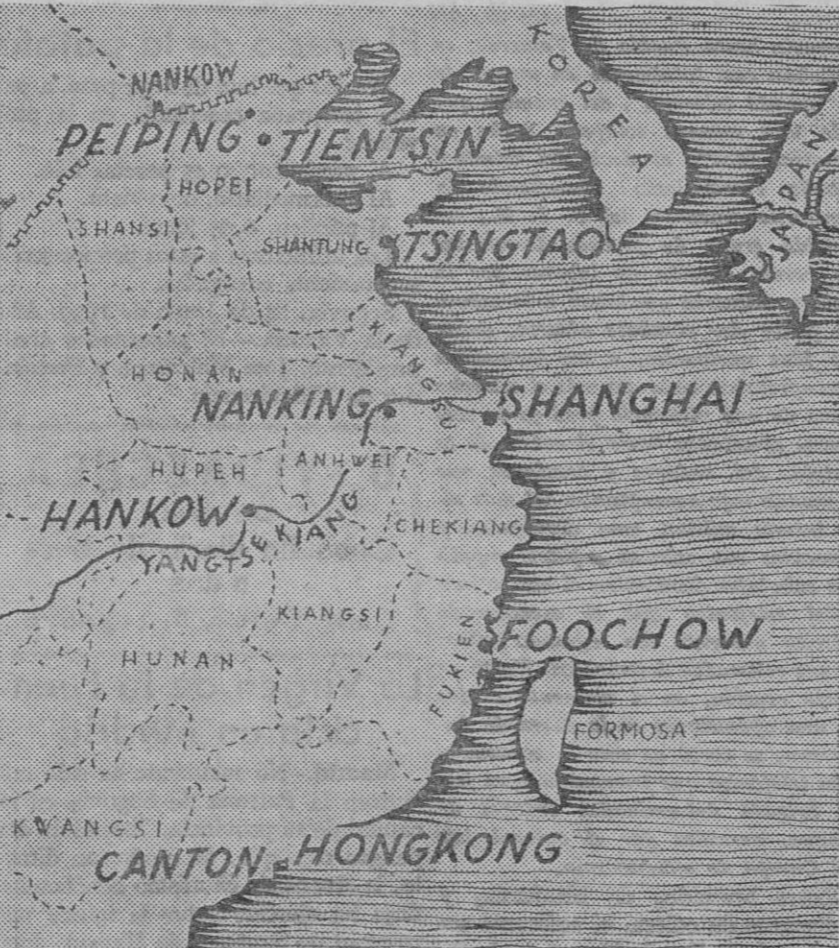 NANKOW
KOREA
PEIPING
TIENTSIN
JAPAN
HOPEI
SHANSI
SHANTUNG
TSINGTAO
KIANGSU
HONAN
NANKING
SHANGHAI
HUPEH
ANHWEI
HANKOW
CHEKIANG
YANGTSE KIANG
KIANGSI
FUKIEN
FOOCHOW
HUNAN
FORMOSA
KWANGSI
CANTON
HONGKONG